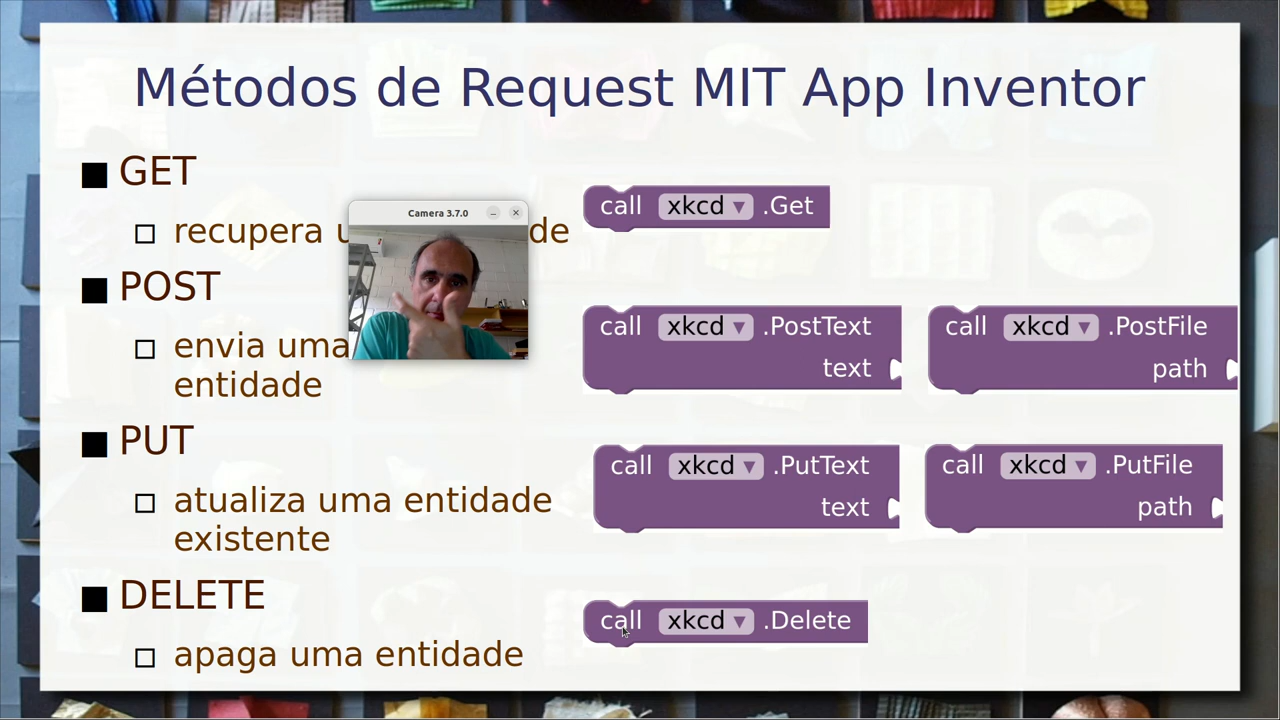 Métodos de Request MIT App Inventor
■ GET
□ recupera de
Camera 3.7.0
call xkcd ▾ .Get
■ POST
□ envia uma
entidade
call xkcd ▾ .PostText
text
call xkcd ▾ .PostFile
path
■ PUT
□ atualiza uma entidade
existente
call xkcd ▾ .PutText
text
call xkcd ▾ .PutFile
path
■ DELETE
□ apaga uma entidade
call xkcd ▾ .Delete